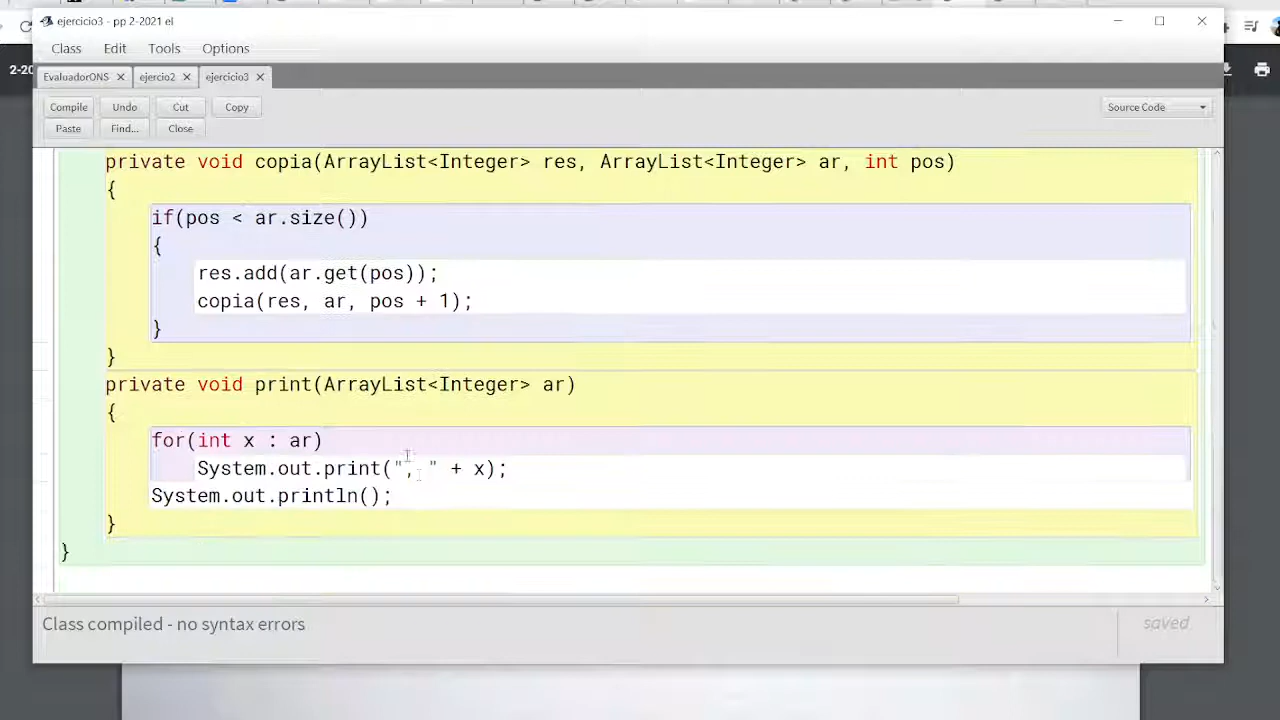 ejercicio3 - pp 2-2021 el
Class Edit Tools Options
EvaluadorONS × ejercio2 × ejercicio3 ×
2-20
Compile Undo Cut Copy Source Code
Paste Find... Close
private void copia(ArrayList<Integer> res, ArrayList<Integer> ar, int pos)
{
if(pos < ar.size())
{
res.add(ar.get(pos));
copia(res, ar, pos + 1);
}
}
private void print(ArrayList<Integer> ar)
{
for(int x : ar)
System.out.print(", " + x);
System.out.println();
}
}
Class compiled - no syntax errors
saved